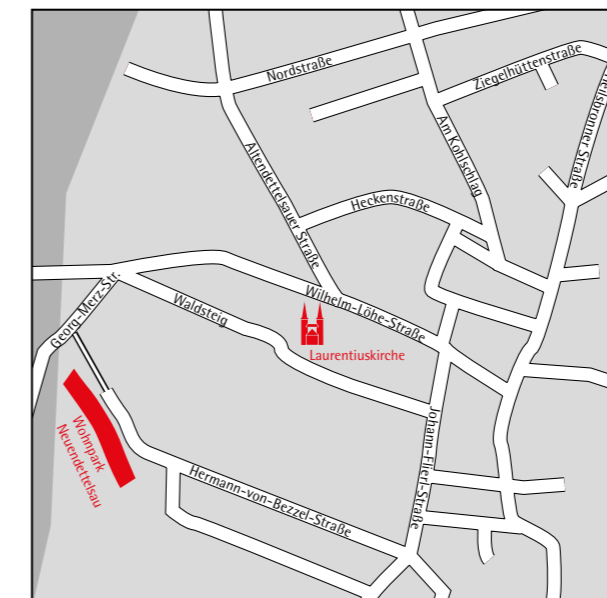 Nordstraße
Ziegelhüttenstraße
Heilsbronner Straße
Am Kohlschlag
Altendettelsauer Straße
Heckenstraße
Georg-Merz-Str.
Waldsteig
Wilhelm-Löhe-Straße
Laurentiuskirche
Wohnpark
Neuendettelsau
Johann-Flierl-Straße
Hermann-von-Bezzel-Straße